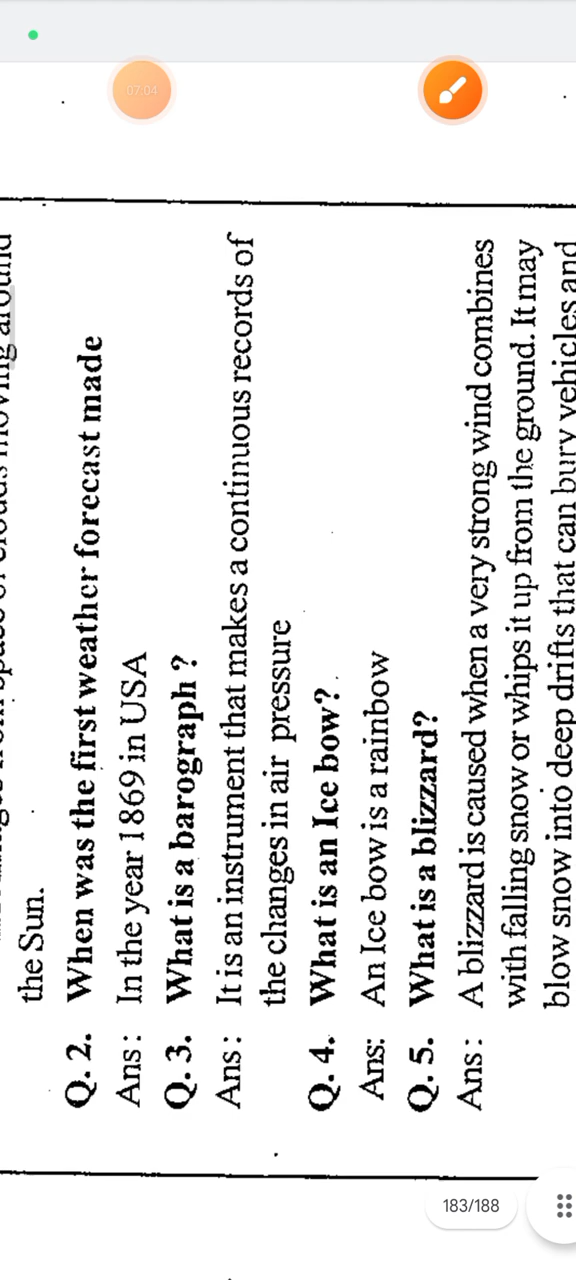 07:04
the Sun.
Q. 2. When was the first weather forecast made
Ans : In the year 1869 in USA
Q. 3. What is a barograph ?
Ans : It is an instrument that makes a continuous records of
the changes in air pressure
Q. 4. What is an Ice bow?
Ans: An Ice bow is a rainbow
Q. 5. What is a blizzard?
Ans : A blizzard is caused when a very strong wind combines
with falling snow or whips it up from the ground. It may
blow snow into deep drifts that can bury vehicles and
183/188